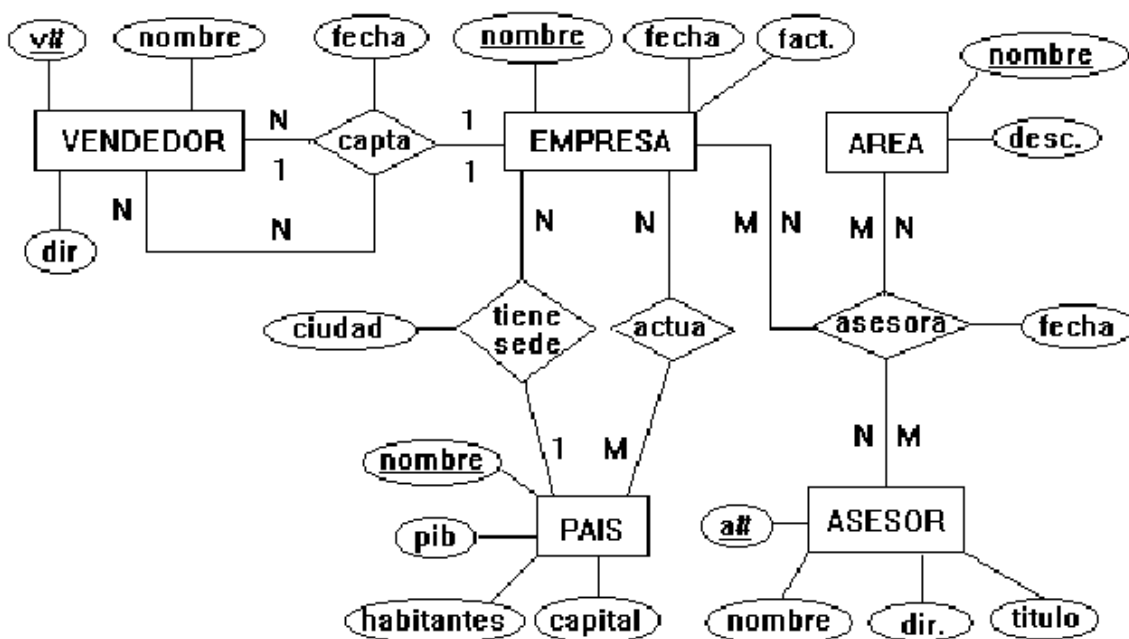 v#
nombre
fecha
nombre
fecha
fact.
nombre
VENDEDOR
N
1
capta
1
1
EMPRESA
AREA
desc.
N
N
dir
N
N
M N
M N
ciudad
tiene
sede
actua
asesora
fecha
1
M
N M
nombre
pib
PAIS
a#
ASESOR
habitantes
capital
nombre
dir.
titulo